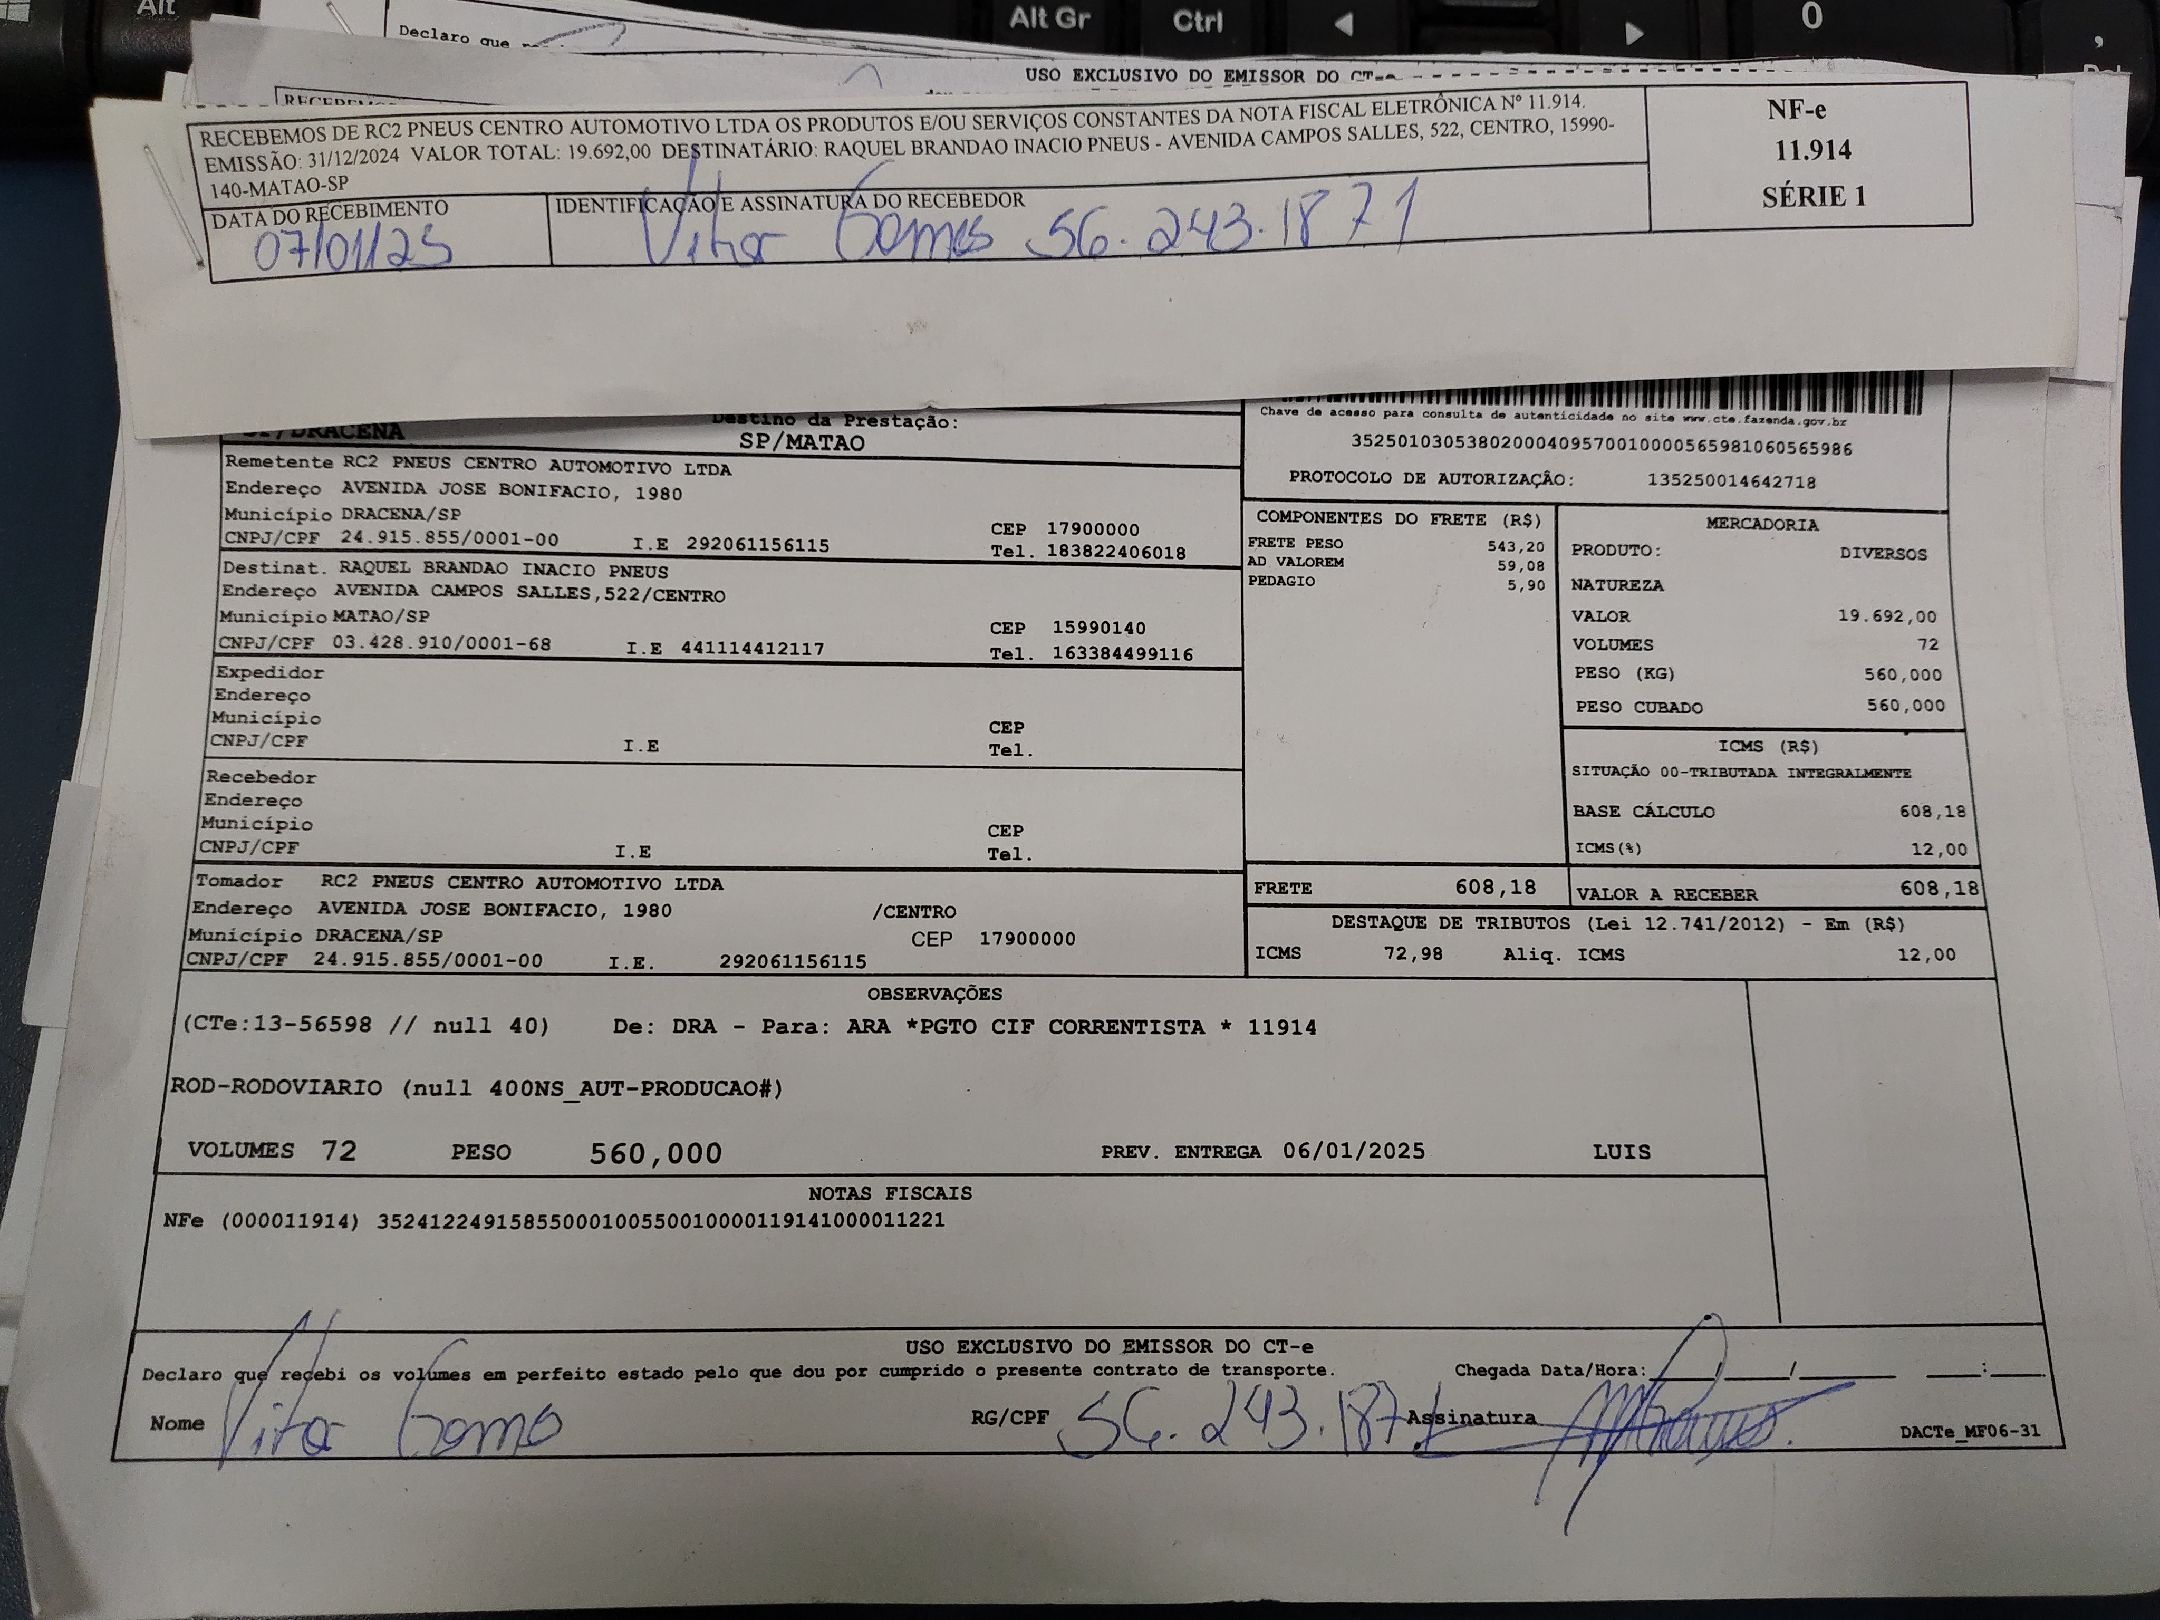 Alt
Alt Gr
Ctrl
0
,
Declaro que
USO EXCLUSIVO DO EMISSOR DO CT-e
RECEBEMOS
RECEBEMOS DE RC2 PNEUS CENTRO AUTOMOTIVO LTDA OS PRODUTOS E/OU SERVIÇOS CONSTANTES DA NOTA FISCAL ELETRÔNICA Nº 11.914.
EMISSÃO: 31/12/2024 VALOR TOTAL: 19.692,00 DESTINATÁRIO: RAQUEL BRANDAO INACIO PNEUS - AVENIDA CAMPOS SALLES, 522, CENTRO, 15990-
140-MATAO-SP
DATA DO RECEBIMENTO
07/01/25
IDENTIFICAÇÃO E ASSINATURA DO RECEBEDOR
Vitor Gomes 56.243.187 1
NF-e
11.914
SÉRIE 1
SP/DRACENA
Destino da Prestação:
SP/MATAO
Chave de acesso para consulta de autenticidade no site www.cte.fazenda.gov.br
35250103053802000409570010000565981060565986
PROTOCOLO DE AUTORIZAÇÃO: 135250014642718
Remetente RC2 PNEUS CENTRO AUTOMOTIVO LTDA
Endereço AVENIDA JOSE BONIFACIO, 1980
Município DRACENA/SP
CEP 17900000
CNPJ/CPF 24.915.855/0001-00 I.E 292061156115
Tel. 183822406018
Destinat. RAQUEL BRANDAO INACIO PNEUS
Endereço AVENIDA CAMPOS SALLES,522/CENTRO
Município MATAO/SP
CEP 15990140
CNPJ/CPF 03.428.910/0001-68 I.E 441114412117
Tel. 163384499116
Expedidor
Endereço
Município
CEP
CNPJ/CPF I.E
Tel.
Recebedor
Endereço
Município
CEP
CNPJ/CPF I.E
Tel.
Tomador RC2 PNEUS CENTRO AUTOMOTIVO LTDA
Endereço AVENIDA JOSE BONIFACIO, 1980 /CENTRO
Município DRACENA/SP CEP 17900000
CNPJ/CPF 24.915.855/0001-00 I.E. 292061156115
COMPONENTES DO FRETE (R$)
FRETE PESO 543,20
AD VALOREM 59,08
PEDAGIO 5,90
MERCADORIA
PRODUTO: DIVERSOS
NATUREZA
VALOR 19.692,00
VOLUMES 72
PESO (KG) 560,000
PESO CUBADO 560,000
ICMS (R$)
SITUAÇÃO 00-TRIBUTADA INTEGRALMENTE
BASE CÁLCULO 608,18
ICMS(%) 12,00
FRETE 608,18
VALOR A RECEBER 608,18
DESTAQUE DE TRIBUTOS (Lei 12.741/2012) - Em (R$)
ICMS 72,98 Aliq. ICMS 12,00
OBSERVAÇÕES
(CTe:13-56598 // null 40) De: DRA - Para: ARA *PGTO CIF CORRENTISTA * 11914
ROD-RODOVIARIO (null 400NS_AUT-PRODUCAO#)
VOLUMES 72 PESO 560,000 PREV. ENTREGA 06/01/2025 LUIS
NOTAS FISCAIS
NFe (000011914) 35241224915855000100550010000119141000011221
USO EXCLUSIVO DO EMISSOR DO CT-e
Declaro que recebi os volumes em perfeito estado pelo que dou por cumprido o presente contrato de transporte. Chegada Data/Hora: / / :
Nome Vitor Gomes RG/CPF 56.243.187 1 Assinatura
DACTe_MF06-31